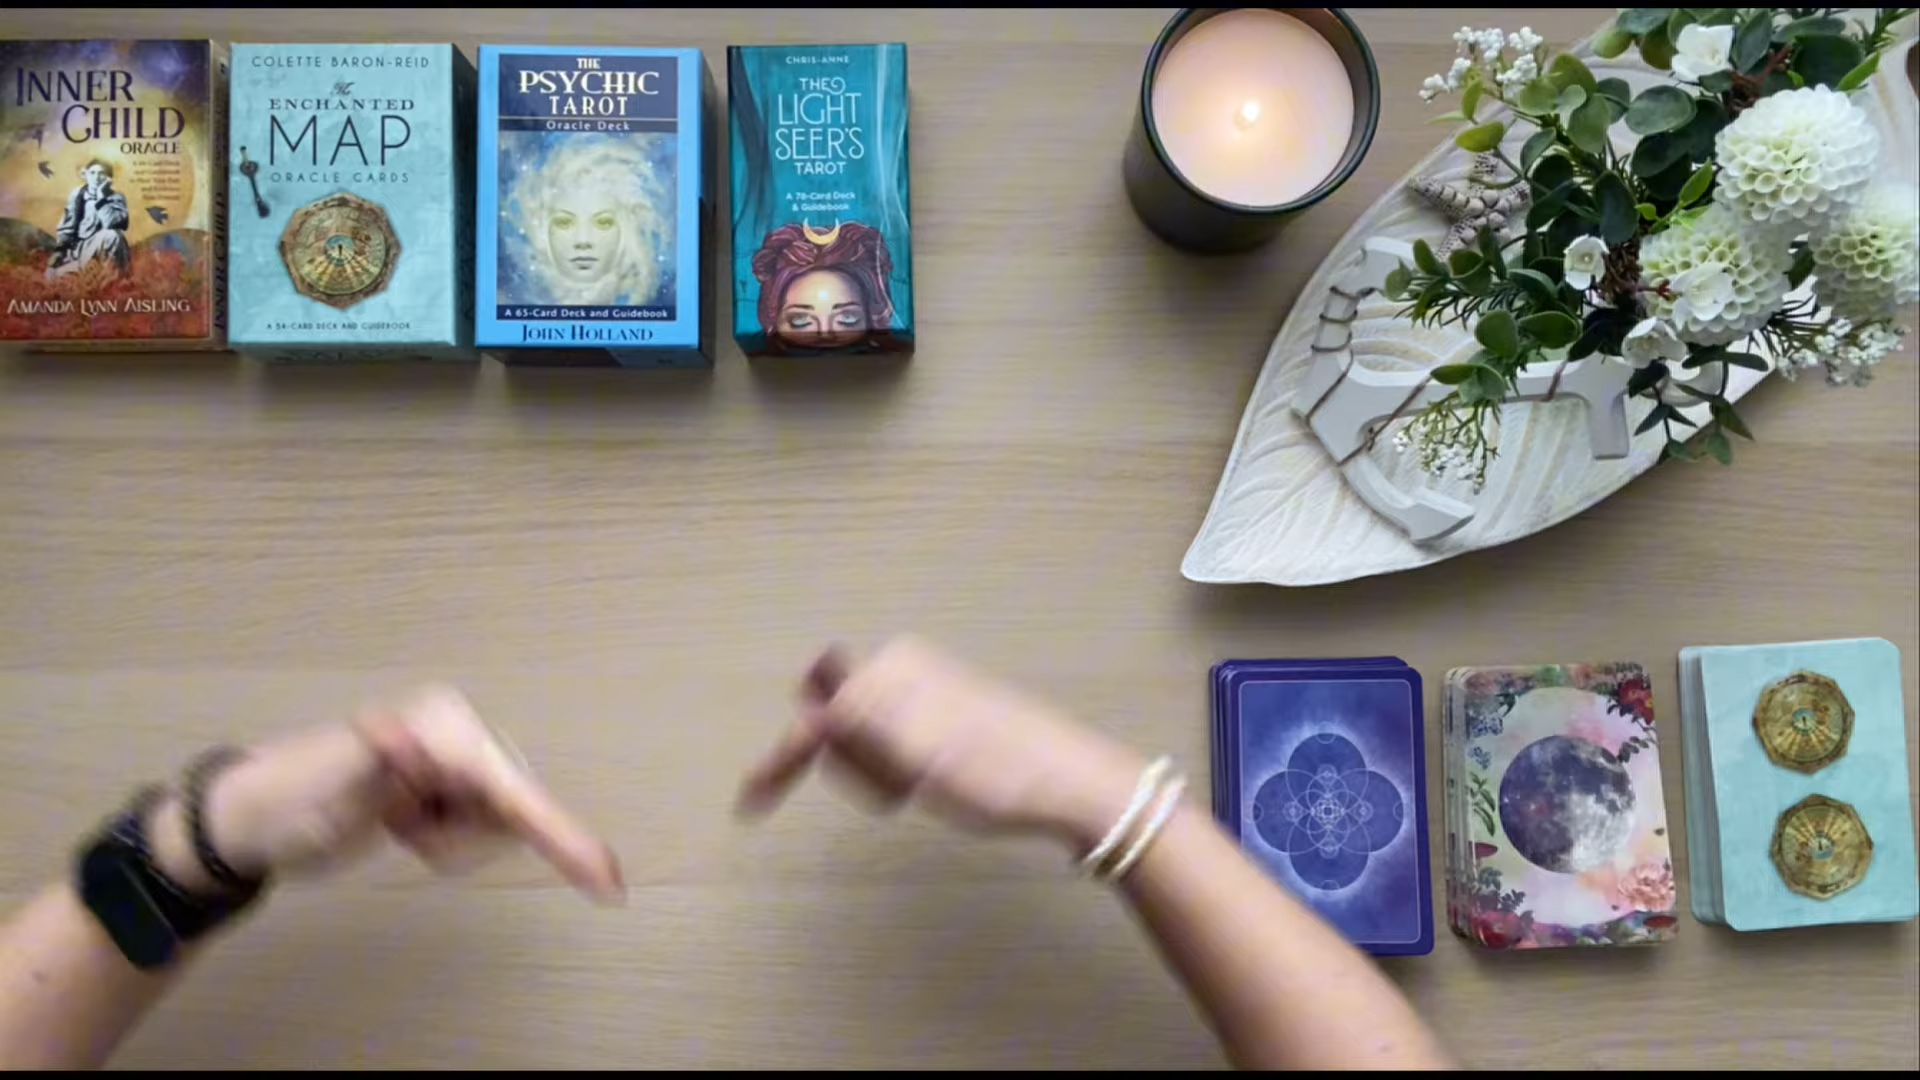 INNER
CHILD
ORACLE
AMANDA LYNN AISLING
COLETTE BARON-REID
The
ENCHANTED
MAP
ORACLE CARDS
A 54-CARD DECK AND GUIDEBOOK
THE
PSYCHIC
TAROT
Oracle Deck
A 65-Card Deck and Guidebook
JOHN HOLLAND
CHRIS-ANNE
THE
LIGHT
SEER'S
TAROT
A 78-Card Deck
& Guidebook